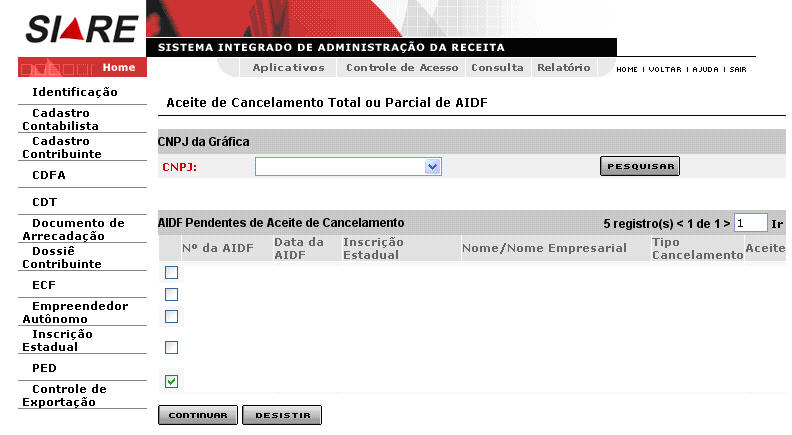 SIARE
SISTEMA INTEGRADO DE ADMINISTRAÇÃO DA RECEITA
Home
Aplicativos Controle de Acesso Consulta Relatório HOME | VOLTAR | AJUDA | SAIR
Identificação
Cadastro
Contabilista
Cadastro
Contribuinte
CDFA
CDT
Documento de
Arrecadação
Dossiê
Contribuinte
ECF
Empreendedor
Autônomo
Inscrição
Estadual
PED
Controle de
Exportação
Aceite de Cancelamento Total ou Parcial de AIDF
CNPJ da Gráfica
CNPJ: PESQUISAR
AIDF Pendentes de Aceite de Cancelamento 5 registro(s) < 1 de 1 > 1 Ir
Nº da AIDF Data da AIDF Inscrição Estadual Nome/Nome Empresarial Tipo Cancelamento Aceite
CONTINUAR DESISTIR